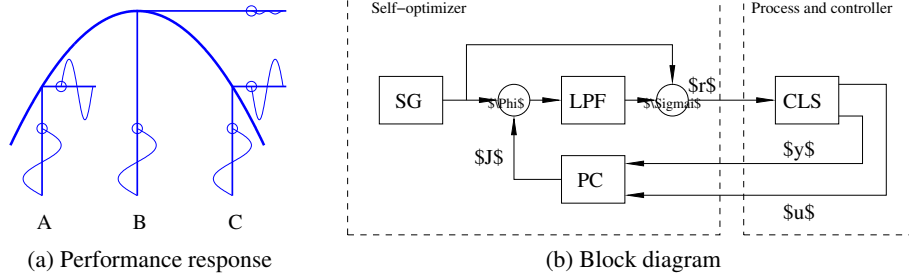 Self-optimizer
Process and controller
$r$
SG
$\Phi$
LPF
$\Sigma$
CLS
$J$
$y$
PC
$u$
A
B
C
(a) Performance response
(b) Block diagram